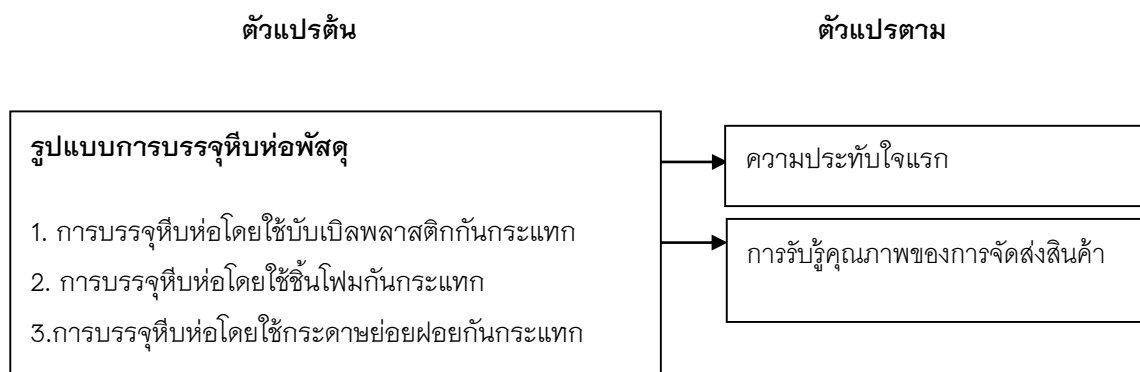 ตัวแปรต้น
ตัวแปรตาม
รูปแบบการบรรจุหีบห่อพัสดุ
1. การบรรจุหีบห่อโดยใช้บับเบิลพลาสติกกันกระแทก
2. การบรรจุหีบห่อโดยใช้ชิ้นโฟมกันกระแทก
3.การบรรจุหีบห่อโดยใช้กระดาษย่อยฝอยกันกระแทก
ความประทับใจแรก
การรับรู้คุณภาพของการจัดส่งสินค้า